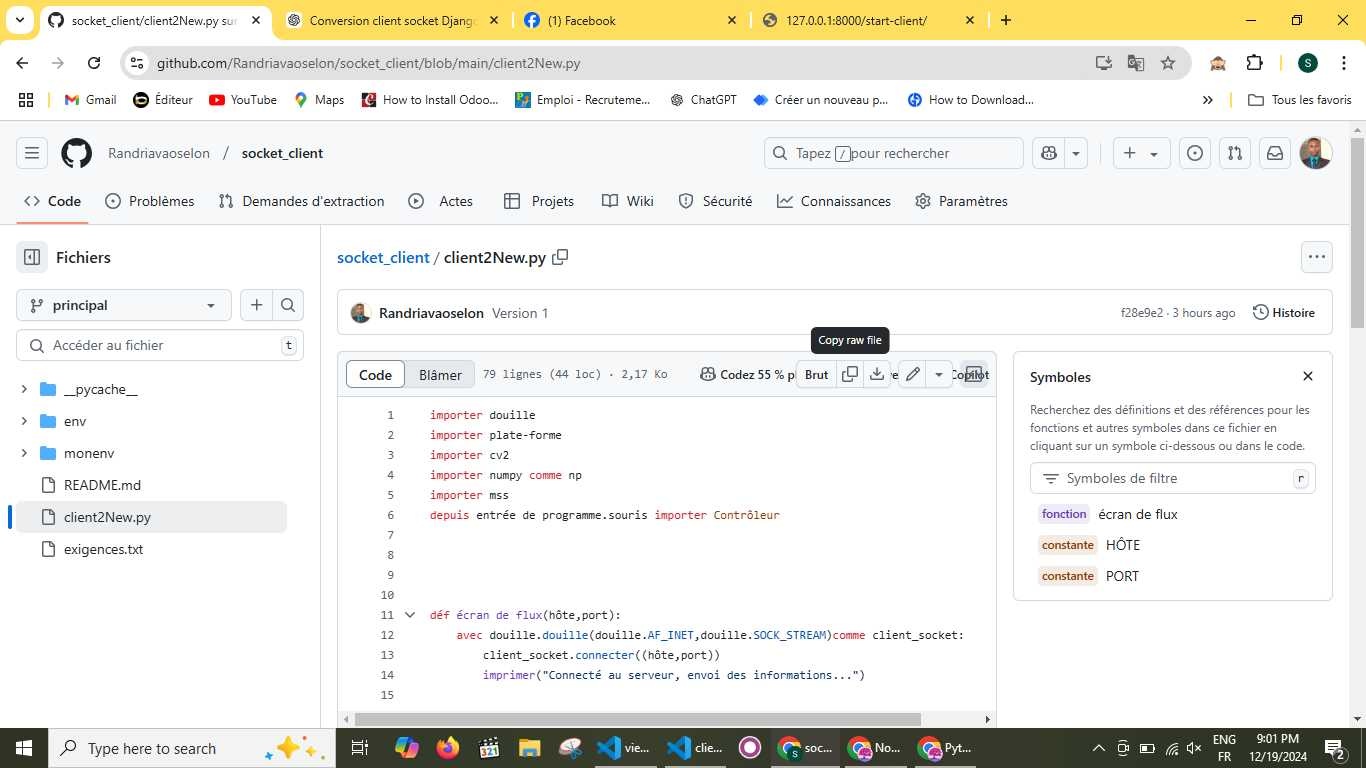 socket_client/client2New.py su
Conversion client socket Djang
(1) Facebook
127.0.0.1:8000/start-client/
github.com/Randriavaoselon/socket_client/blob/main/client2New.py
S
Gmail
Éditeur
YouTube
Maps
How to Install Odoo...
Emploi - Recruteme...
ChatGPT
Créer un nouveau p...
How to Download...
Tous les favoris
Randriavaoselon / socket_client
Tapez / pour rechercher
Code
Problèmes
Demandes d'extraction
Actes
Projets
Wiki
Sécurité
Connaissances
Paramètres
Fichiers
principal
Accéder au fichier
t
__pycache__
env
monenv
README.md
client2New.py
exigences.txt
socket_client / client2New.py
Randriavaoselon Version 1
f28e9e2 · 3 hours ago
Histoire
Copy raw file
Code
Blâmer
79 lignes (44 loc) · 2,17 Ko
Codez 55 % pl
Brut
ve
Copilot
1 importer douille
2 importer plate-forme
3 importer cv2
4 importer numpy comme np
5 importer mss
6 depuis entrée de programme.souris importer Contrôleur
7
8
9
10
11 déf écran de flux(hôte,port):
12 avec douille.douille(douille.AF_INET,douille.SOCK_STREAM)comme client_socket:
13 client_socket.connecter((hôte,port))
14 imprimer("Connecté au serveur, envoi des informations...")
15
Symboles
Recherchez des définitions et des références pour les
fonctions et autres symboles dans ce fichier en
cliquant sur un symbole ci-dessous ou dans le code.
Symboles de filtre
r
fonction écran de flux
constante HÔTE
constante PORT
Type here to search
321
vie...
clie...
soc...
No...
Pyt...
ENG
FR
9:01 PM
12/19/2024
2